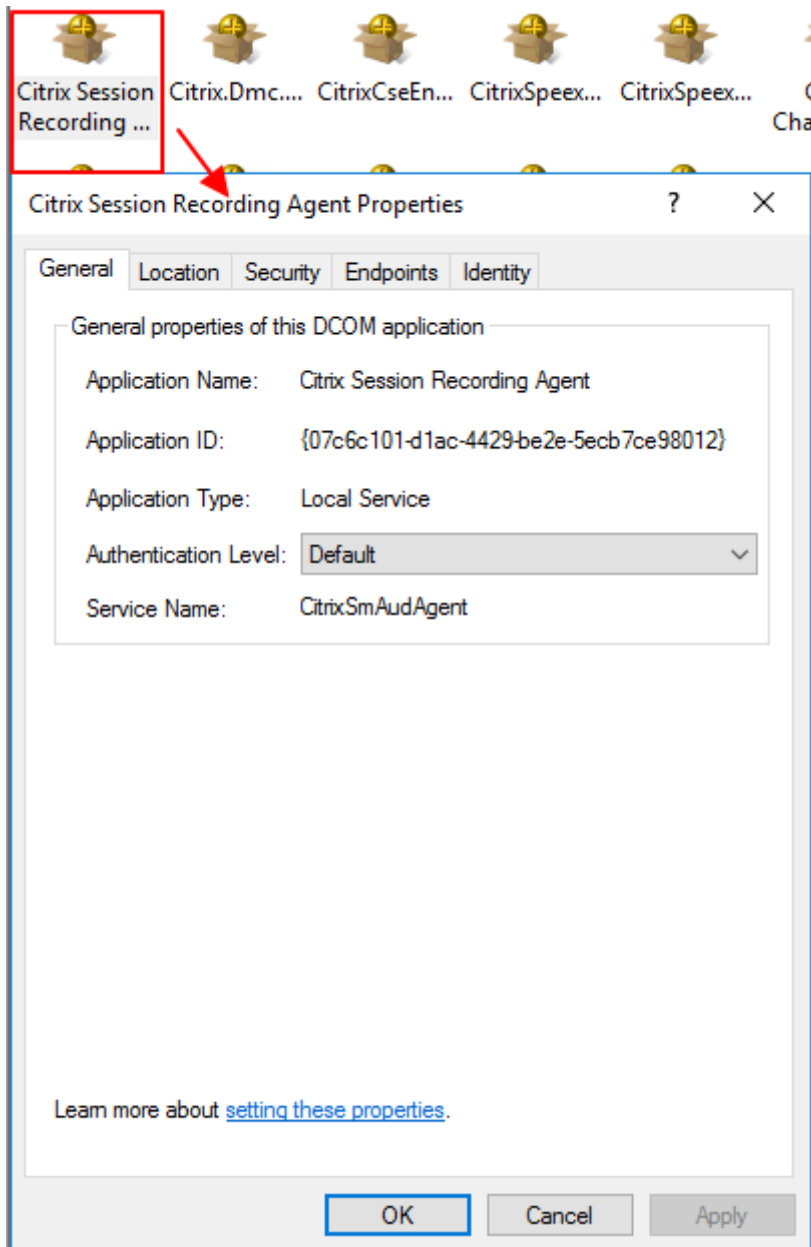 Citrix Session Citrix.Dmc.... CitrixCseEn... CitrixSpeex... CitrixSpeex...
Recording ... Cha
Citrix Session Recording Agent Properties ? ×
General Location Security Endpoints Identity
General properties of this DCOM application
Application Name: Citrix Session Recording Agent
Application ID: {07c6c101-d1ac-4429-be2e-5ecb7ce98012}
Application Type: Local Service
Authentication Level: Default
Service Name: CitrixSmAudAgent
Learn more about setting these properties.
OK Cancel Apply